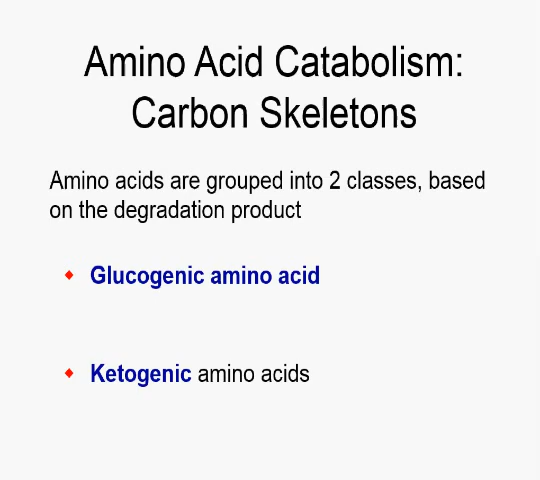 Amino Acid Catabolism:
Carbon Skeletons
Amino acids are grouped into 2 classes, based
on the degradation product
Glucogenic amino acid
Ketogenic amino acids